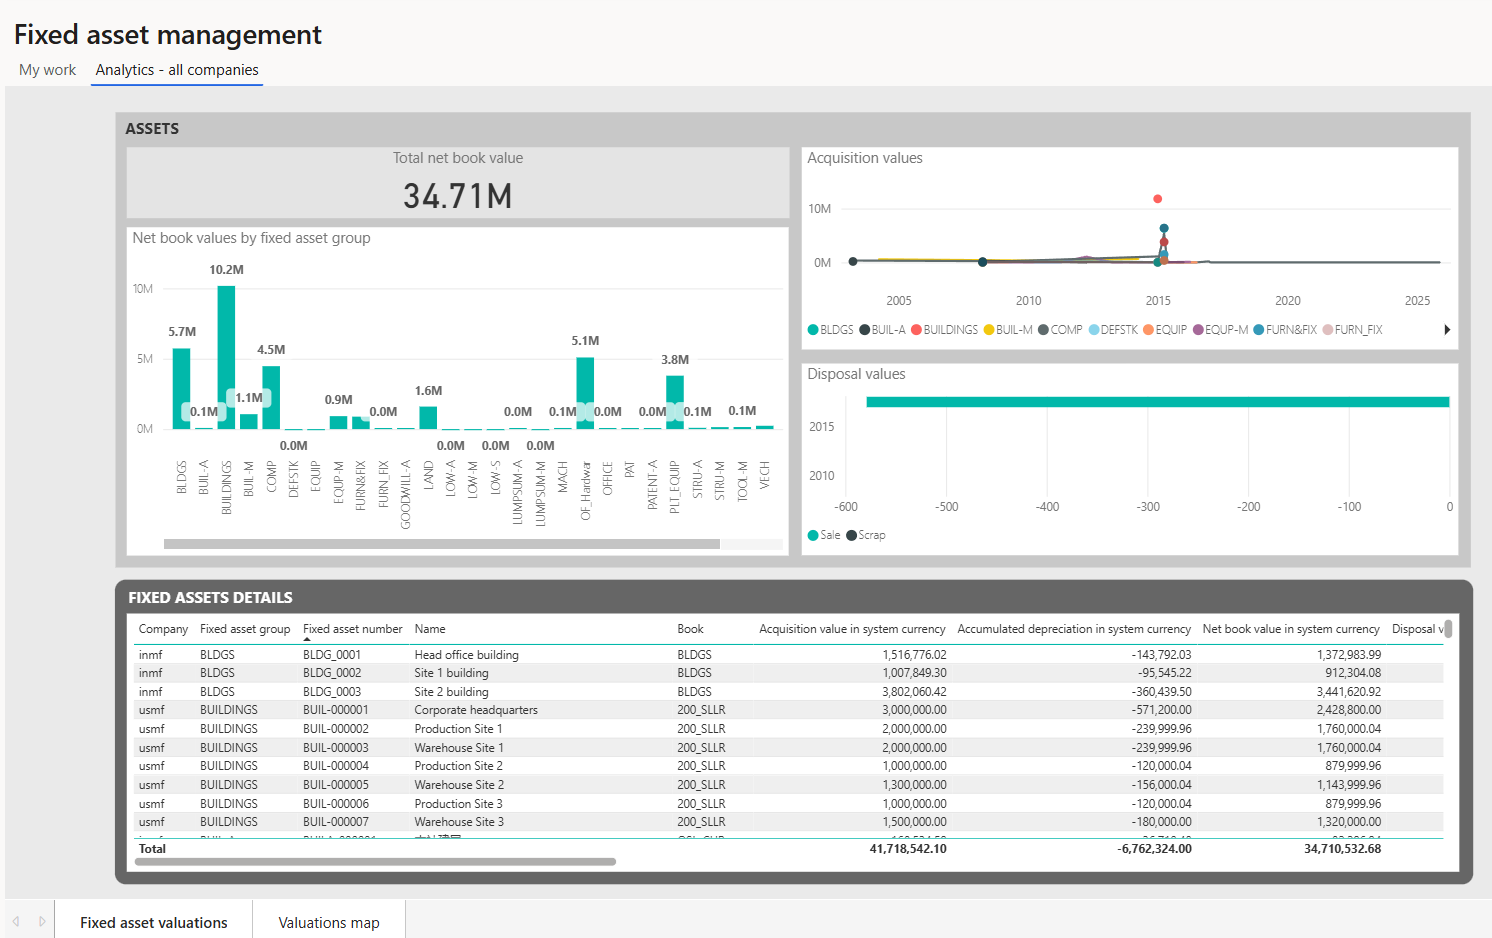 Fixed asset management
My work
Analytics - all companies
ASSETS
Total net book value
34.71M
Net book values by fixed asset group
10.2M
10M
5.7M
5M
4.5M
5.1M
3.8M
0.1M
1.1M
0.9M
0.0M
1.6M
0.0M
0.1M
0.0M
0.0M
0.1M
0.1M
0M
0.0M
0.0M
0.0M
0.0M
BLDGS
BUIL-A
BUILDINGS
BUIL-M
COMP
DEFSTK
EQUIP
EQUP-M
FURN&FIX
FURN_FIX
GOODWILL-A
LAND
LOW-A
LOW-M
LOW-S
LUMPSUM-A
LUMPSUM-M
MACH
OF_Hardwar
OFFICE
PAT
PATENT-A
PLT_EQUIP
STRU-A
STRU-M
TOOL-M
VECH
Acquisition values
10M
0M
2005 2010 2015 2020 2025
BLDGS BUIL-A BUILDINGS BUIL-M COMP DEFSTK EQUIP EQUP-M FURN&FIX FURN_FIX
Disposal values
2015
2010
-600 -500 -400 -300 -200 -100 0
Sale Scrap
FIXED ASSETS DETAILS
Company Fixed asset group Fixed asset number Name Book Acquisition value in system currency Accumulated depreciation in system currency Net book value in system currency Disposal v
inmf BLDGS BLDG_0001 Head office building BLDGS 1,516,776.02 -143,792.03 1,372,983.99
inmf BLDGS BLDG_0002 Site 1 building BLDGS 1,007,849.30 -95,545.22 912,304.08
inmf BLDGS BLDG_0003 Site 2 building BLDGS 3,802,060.42 -360,439.50 3,441,620.92
usmf BUILDINGS BUIL-000001 Corporate headquarters 200_SLLR 3,000,000.00 -571,200.00 2,428,800.00
usmf BUILDINGS BUIL-000002 Production Site 1 200_SLLR 2,000,000.00 -239,999.96 1,760,000.04
usmf BUILDINGS BUIL-000003 Warehouse Site 1 200_SLLR 2,000,000.00 -239,999.96 1,760,000.04
usmf BUILDINGS BUIL-000004 Production Site 2 200_SLLR 1,000,000.00 -120,000.04 879,999.96
usmf BUILDINGS BUIL-000005 Warehouse Site 2 200_SLLR 1,300,000.00 -156,000.04 1,143,999.96
usmf BUILDINGS BUIL-000006 Production Site 3 200_SLLR 1,000,000.00 -120,000.04 879,999.96
usmf BUILDINGS BUIL-000007 Warehouse Site 3 200_SLLR 1,500,000.00 -180,000.00 1,320,000.00
Total 41,718,542.10 -6,762,324.00 34,710,532.68
Fixed asset valuations
Valuations map